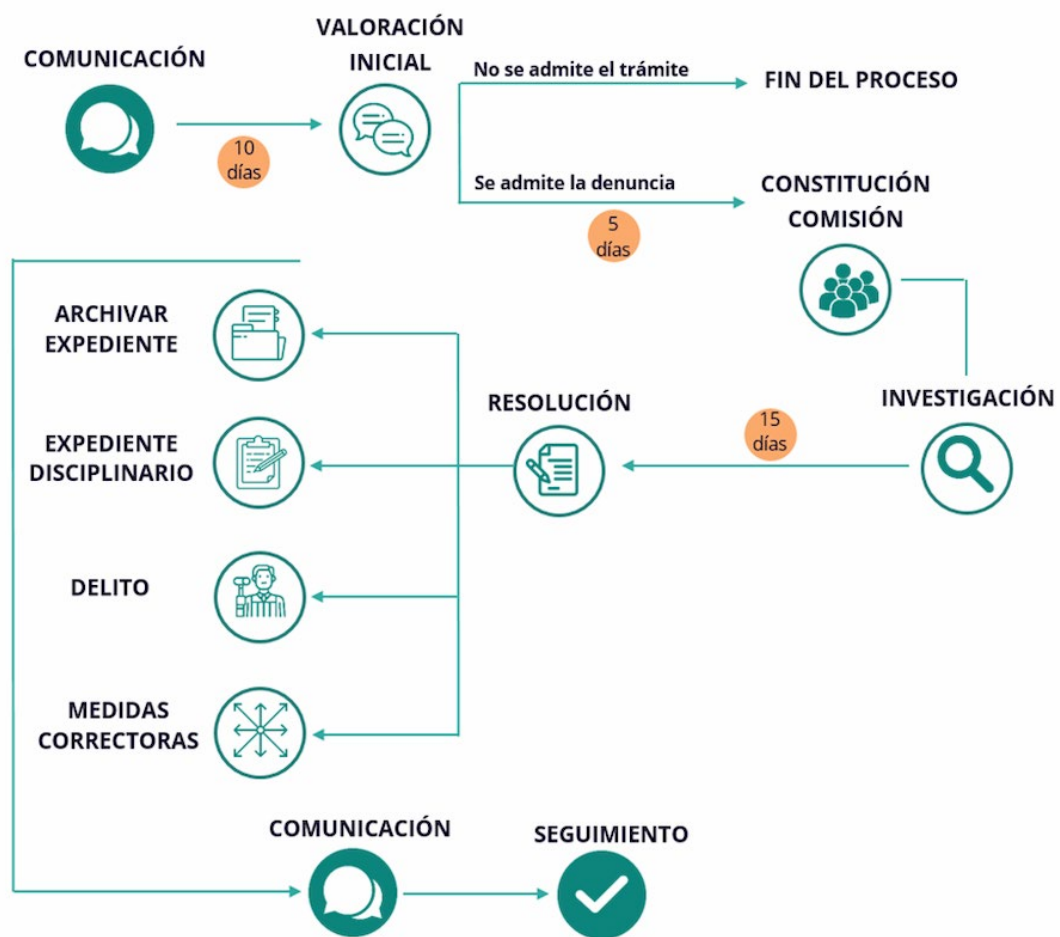 COMUNICACIÓN
10
días
VALORACIÓN
INICIAL
No se admite el trámite
FIN DEL PROCESO
Se admite la denuncia
5
días
CONSTITUCIÓN
COMISIÓN
INVESTIGACIÓN
15
días
RESOLUCIÓN
ARCHIVAR
EXPEDIENTE
EXPEDIENTE
DISCIPLINARIO
DELITO
MEDIDAS
CORRECTORAS
COMUNICACIÓN
SEGUIMIENTO